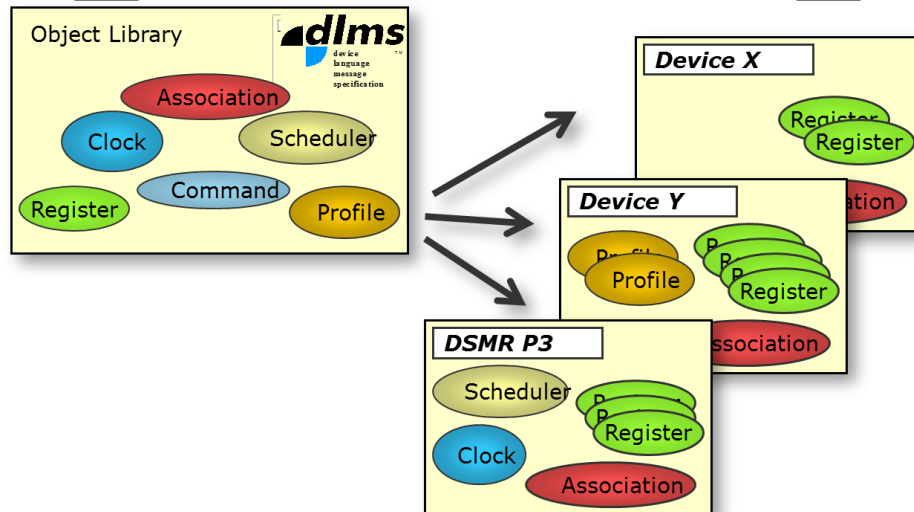 Object Library
dlms
TM
device
language
message
specification
Association
Clock
Scheduler
Command
Register
Profile
Device X
Register
Register
Device Y
Profile
Register
ssociation
DSMR P3
Scheduler
Register
Clock
Association